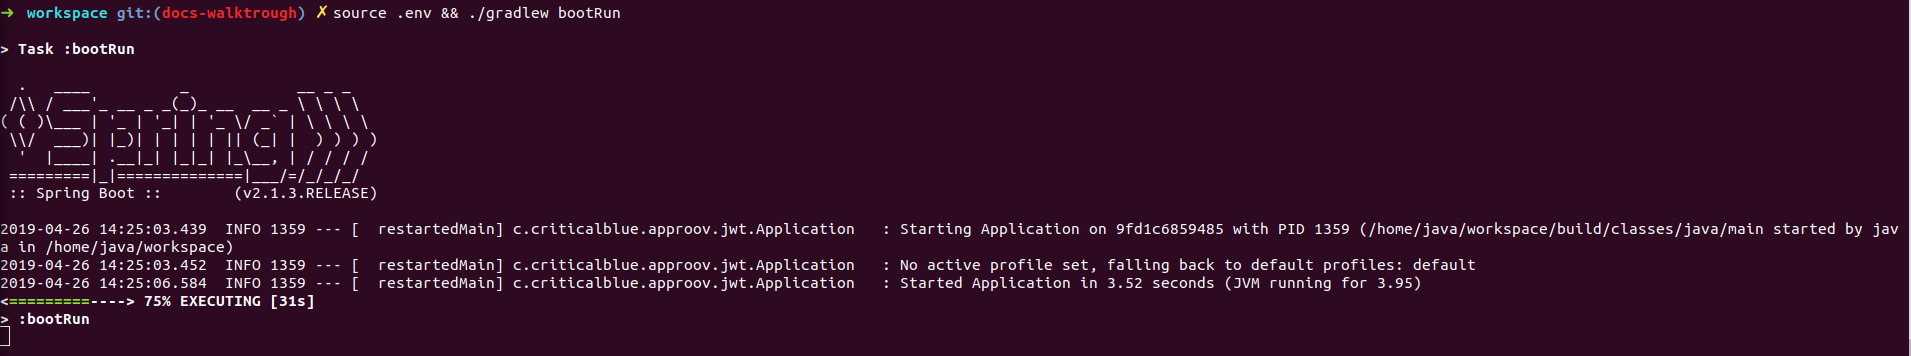 ➜  workspace git:(docs-walktrough) ✗ source .env && ./gradlew bootRun

> Task :bootRun

  .   ____          _            __ _ _
 /\\ / ___'_ __ _ _(_)_ __  __ _ \ \ \ \
( ( )\___ | '_ | '_| | '_ \/ _` | \ \ \ \
 \\/  ___)| |_)| | | | | || (_| |  ) ) ) )
  '  |____| .__|_| |_|_| |_\__, | / / / /
 =========|_|==============|___/=/_/_/_/
 :: Spring Boot ::        (v2.1.3.RELEASE)

2019-04-26 14:25:03.439  INFO 1359 --- [  restartedMain] c.criticalblue.approov.jwt.Application   : Starting Application on 9fd1c6859485 with PID 1359 (/home/java/workspace/build/classes/java/main started by jav
a in /home/java/workspace)
2019-04-26 14:25:03.452  INFO 1359 --- [  restartedMain] c.criticalblue.approov.jwt.Application   : No active profile set, falling back to default profiles: default
2019-04-26 14:25:06.584  INFO 1359 --- [  restartedMain] c.criticalblue.approov.jwt.Application   : Started Application in 3.52 seconds (JVM running for 3.95)
<=========----> 75% EXECUTING [31s]
> :bootRun